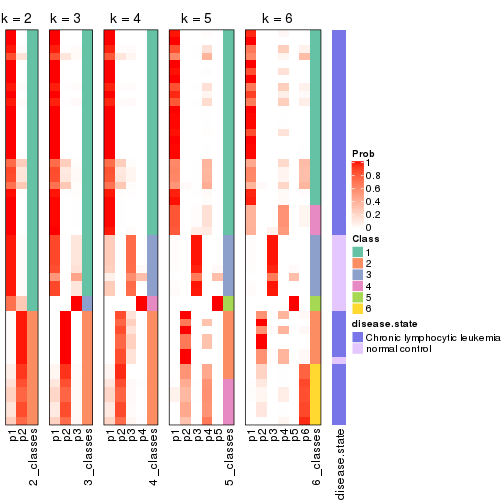 k = 2 k = 3 k = 4 k = 5 k = 6
Prob
1
0.8
0.6
0.4
0.2
0
Class
1
2
3
4
5
6
disease.state
Chronic lymphocytic leukemia
normal control
p1 p2 2_classes p1 p2 p3 3_classes p1 p2 p3 p4 4_classes p1 p2 p3 p4 p5 5_classes p1 p2 p3 p4 p5 p6 6_classes disease.state